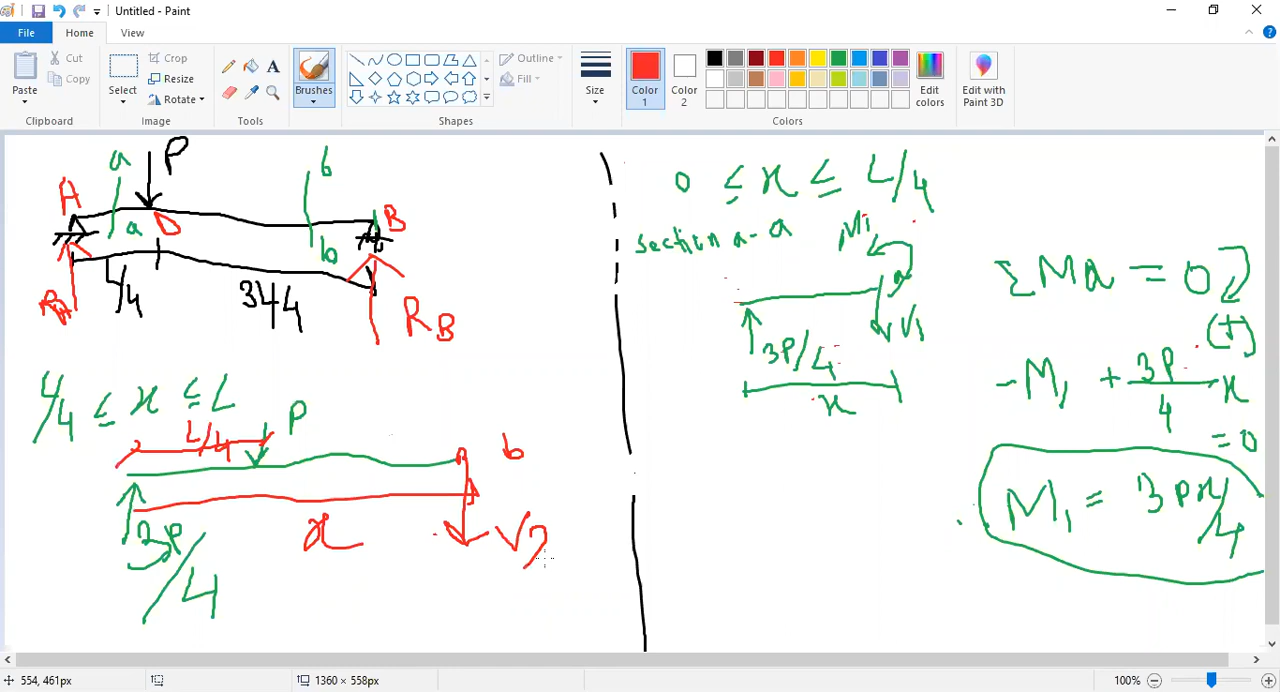 Untitled - Paint
File
Home
View
Paste
Cut
Copy
Clipboard
Select
Crop
Resize
Rotate
Image
Tools
Brushes
Shapes
Outline
Fill
Size
Color 1
Color 2
Colors
Edit colors
Edit with Paint 3D
a
P
b
A
a
D
B
b
L/4
3L/4
RA
RB
L/4 ≤ x ≤ L
L/4
P
b
x
V2
3P/4
0 ≤ x ≤ L/4
section a-a
M1
a
V1
3P/4
x
ΣMa = 0
(+)
-M1 + 3P/4 x
= 0
M1 = 3Px/4
554, 461px
1360 × 558px
100%